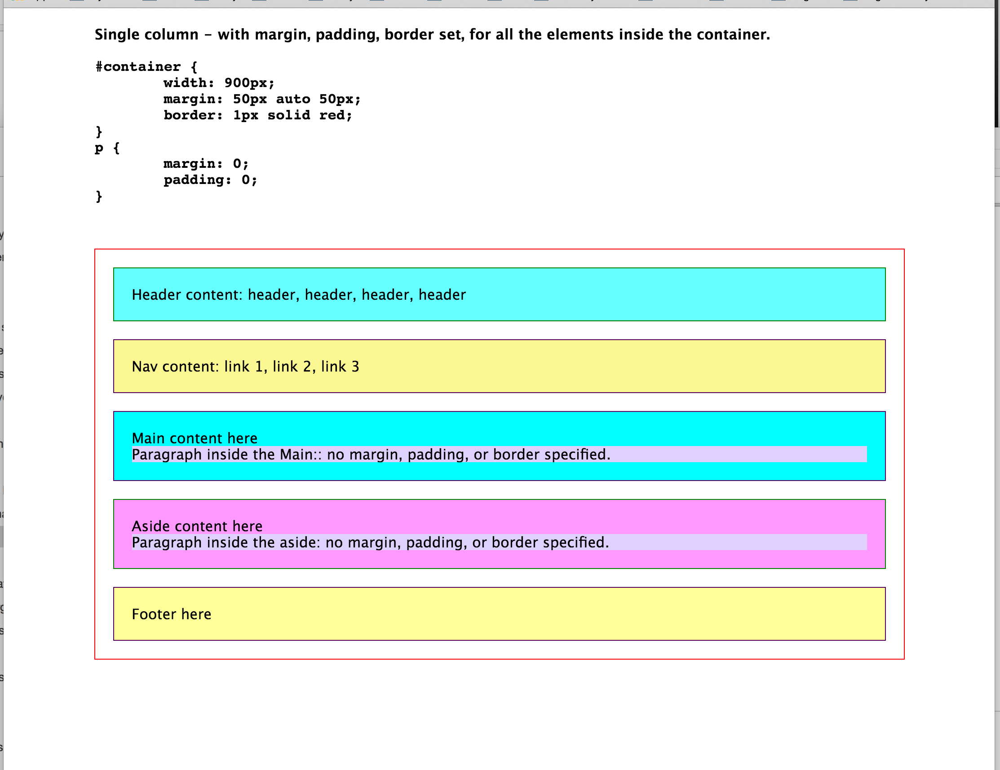 Single column - with margin, padding, border set, for all the elements inside the container.
#container {
width: 900px;
margin: 50px auto 50px;
border: 1px solid red;
}
p {
margin: 0;
padding: 0;
}
Header content: header, header, header, header
Nav content: link 1, link 2, link 3
Main content here
Paragraph inside the Main:: no margin, padding, or border specified.
Aside content here
Paragraph inside the aside: no margin, padding, or border specified.
Footer here